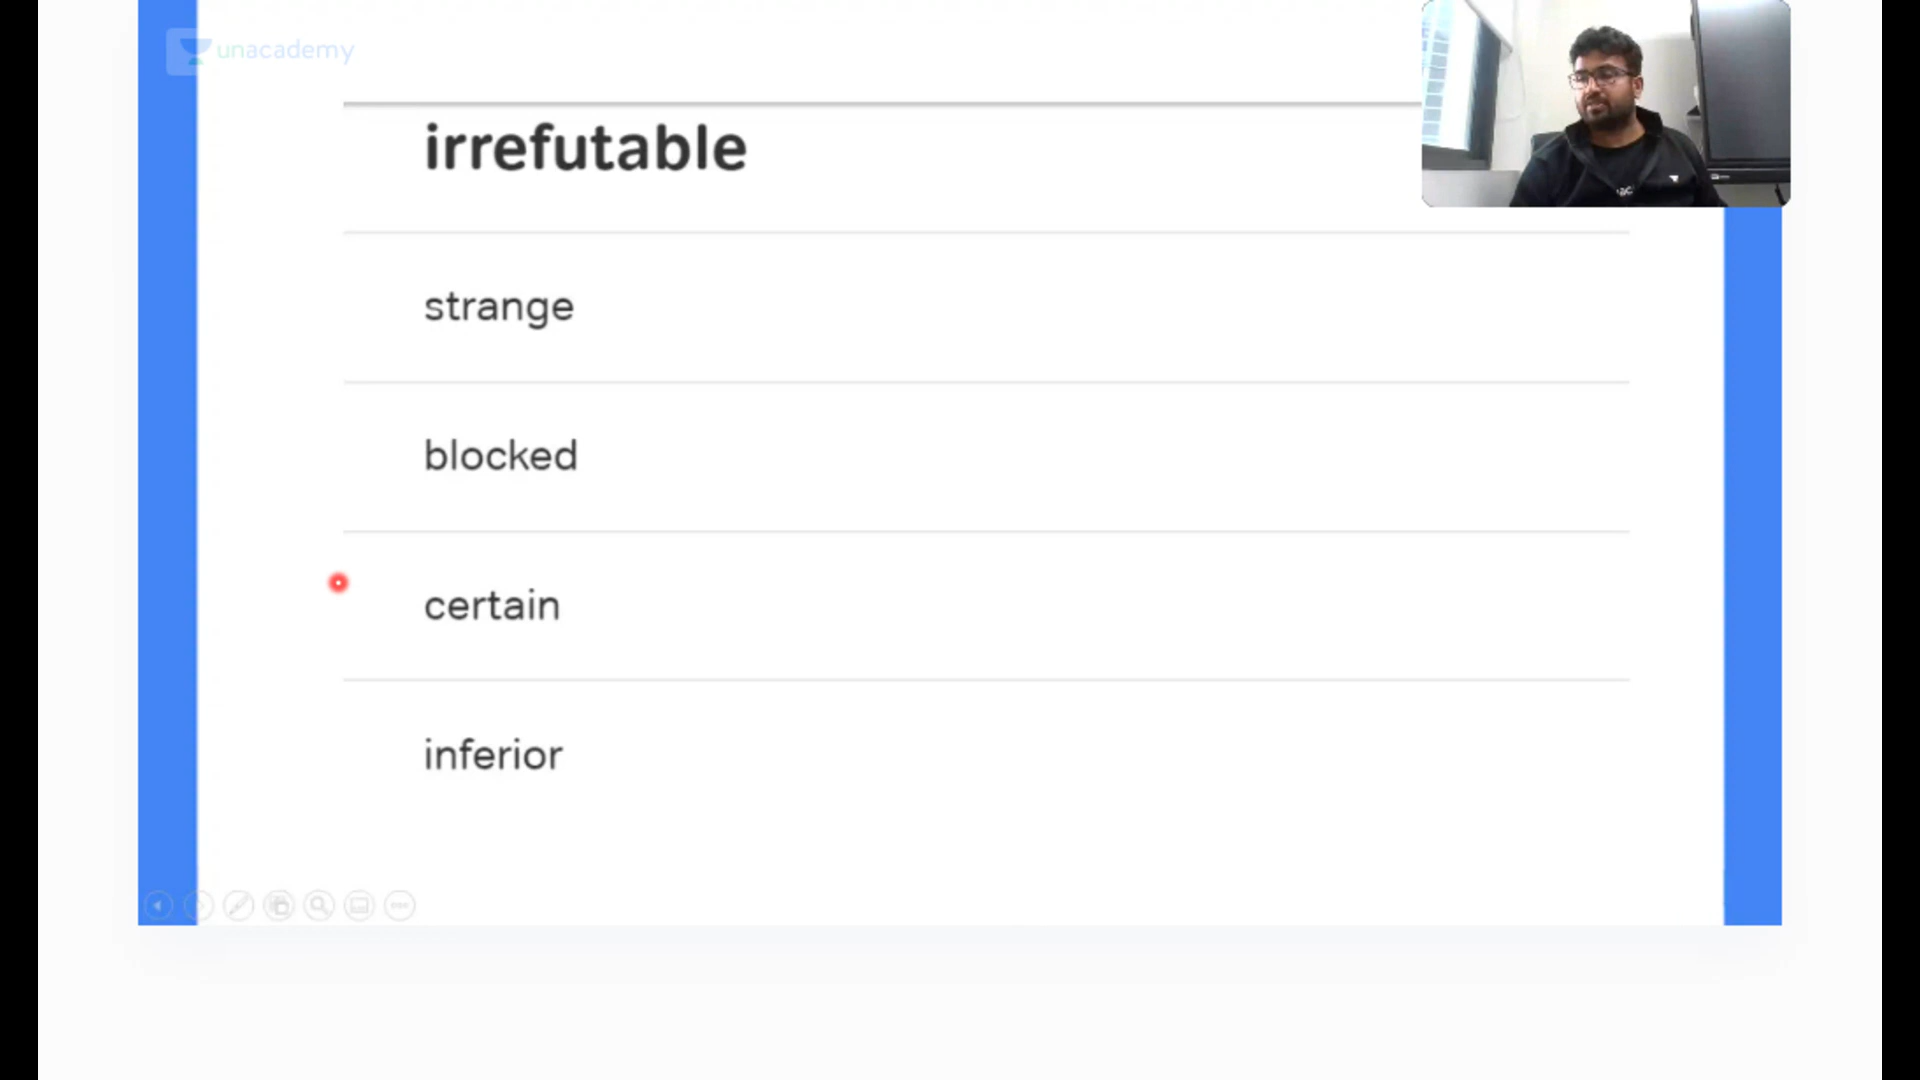 unacademy
irrefutable
strange
blocked
certain
inferior